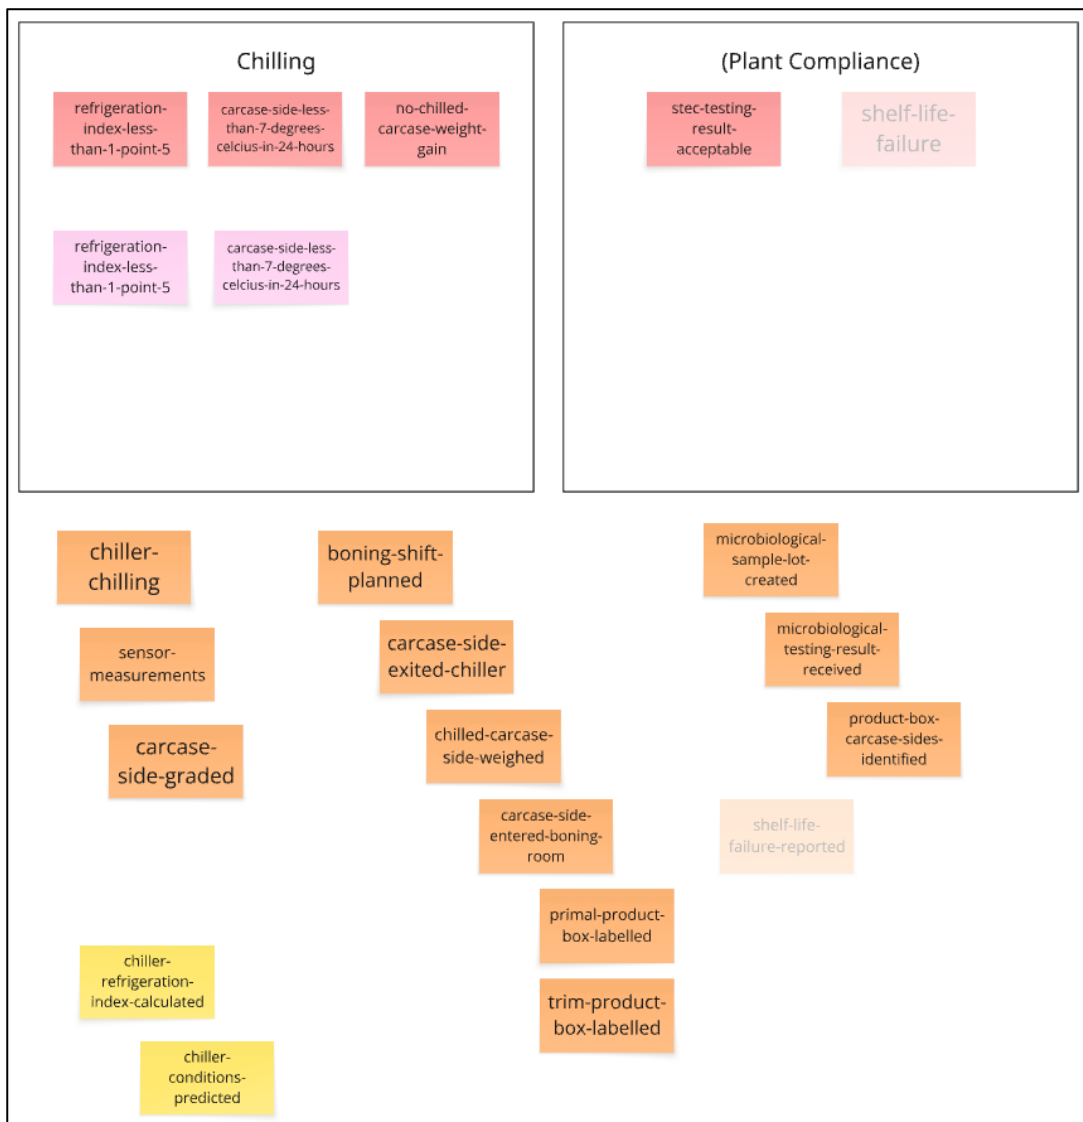 Chilling
refrigeration-
index-less-
than-1-point-5
carcase-side-less-
than-7-degrees-
celcius-in-24-hours
no-chilled-
carcase-weight-
gain
refrigeration-
index-less-
than-1-point-5
carcase-side-less-
than-7-degrees-
celcius-in-24-hours
(Plant Compliance)
stec-testing-
result-
acceptable
shelf-life-
failure
chiller-
chilling
sensor-
measurements
carcase-
side-graded
boning-shift-
planned
carcase-side-
exited-chiller
chilled-carcase-
side-weighed
carcase-side-
entered-boning-
room
primal-product-
box-labelled
trim-product-
box-labelled
microbiological-
sample-lot-
created
microbiological-
testing-result-
received
product-box-
carcase-sides-
identified
shelf-life-
failure-reported
chiller-
refrigeration-
index-calculated
chiller-
conditions-
predicted